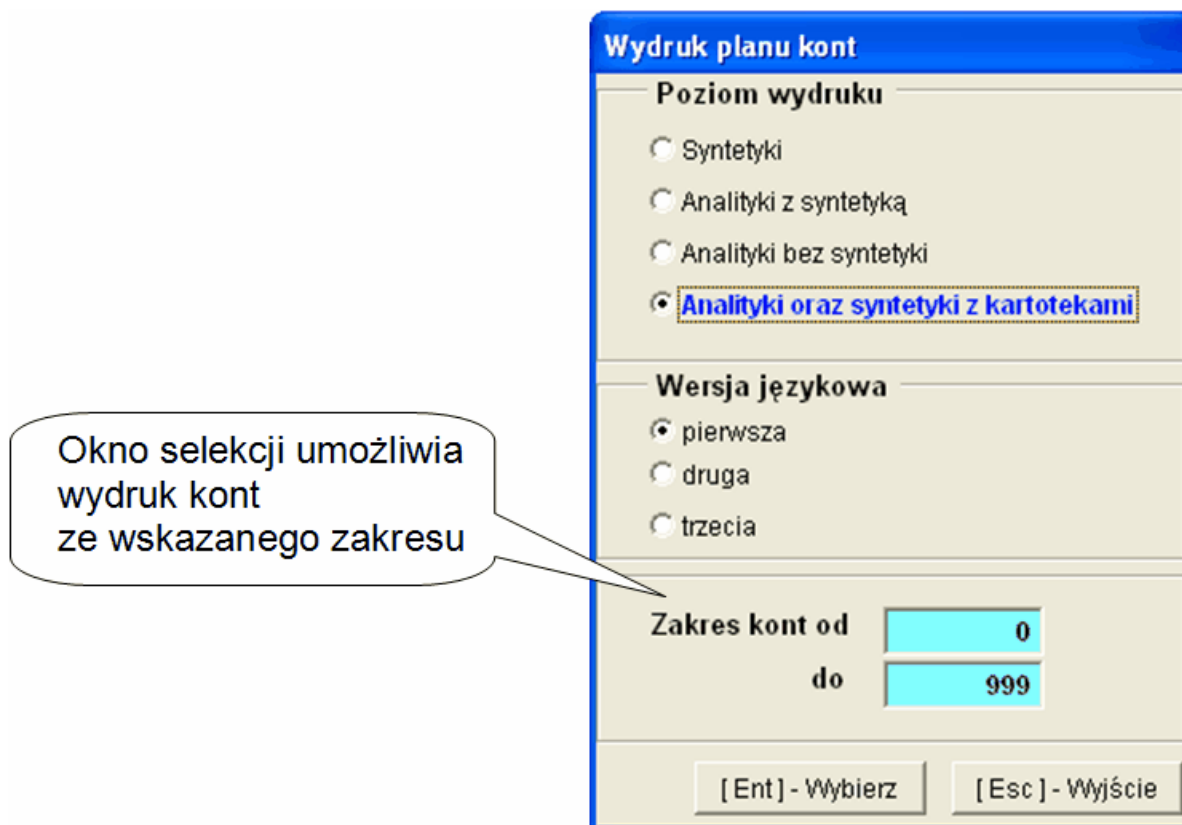 Wydruk planu kont
Poziom wydruku
Syntetyki
Analityki z syntetyką
Analityki bez syntetyki
Analityki oraz syntetyki z kartotekami
Wersja językowa
pierwsza
druga
trzecia
Okno selekcji umożliwia
wydruk kont
ze wskazanego zakresu
Zakres kont od 0
do 999
[ Ent ] - Wybierz [ Esc ] - Wyjście